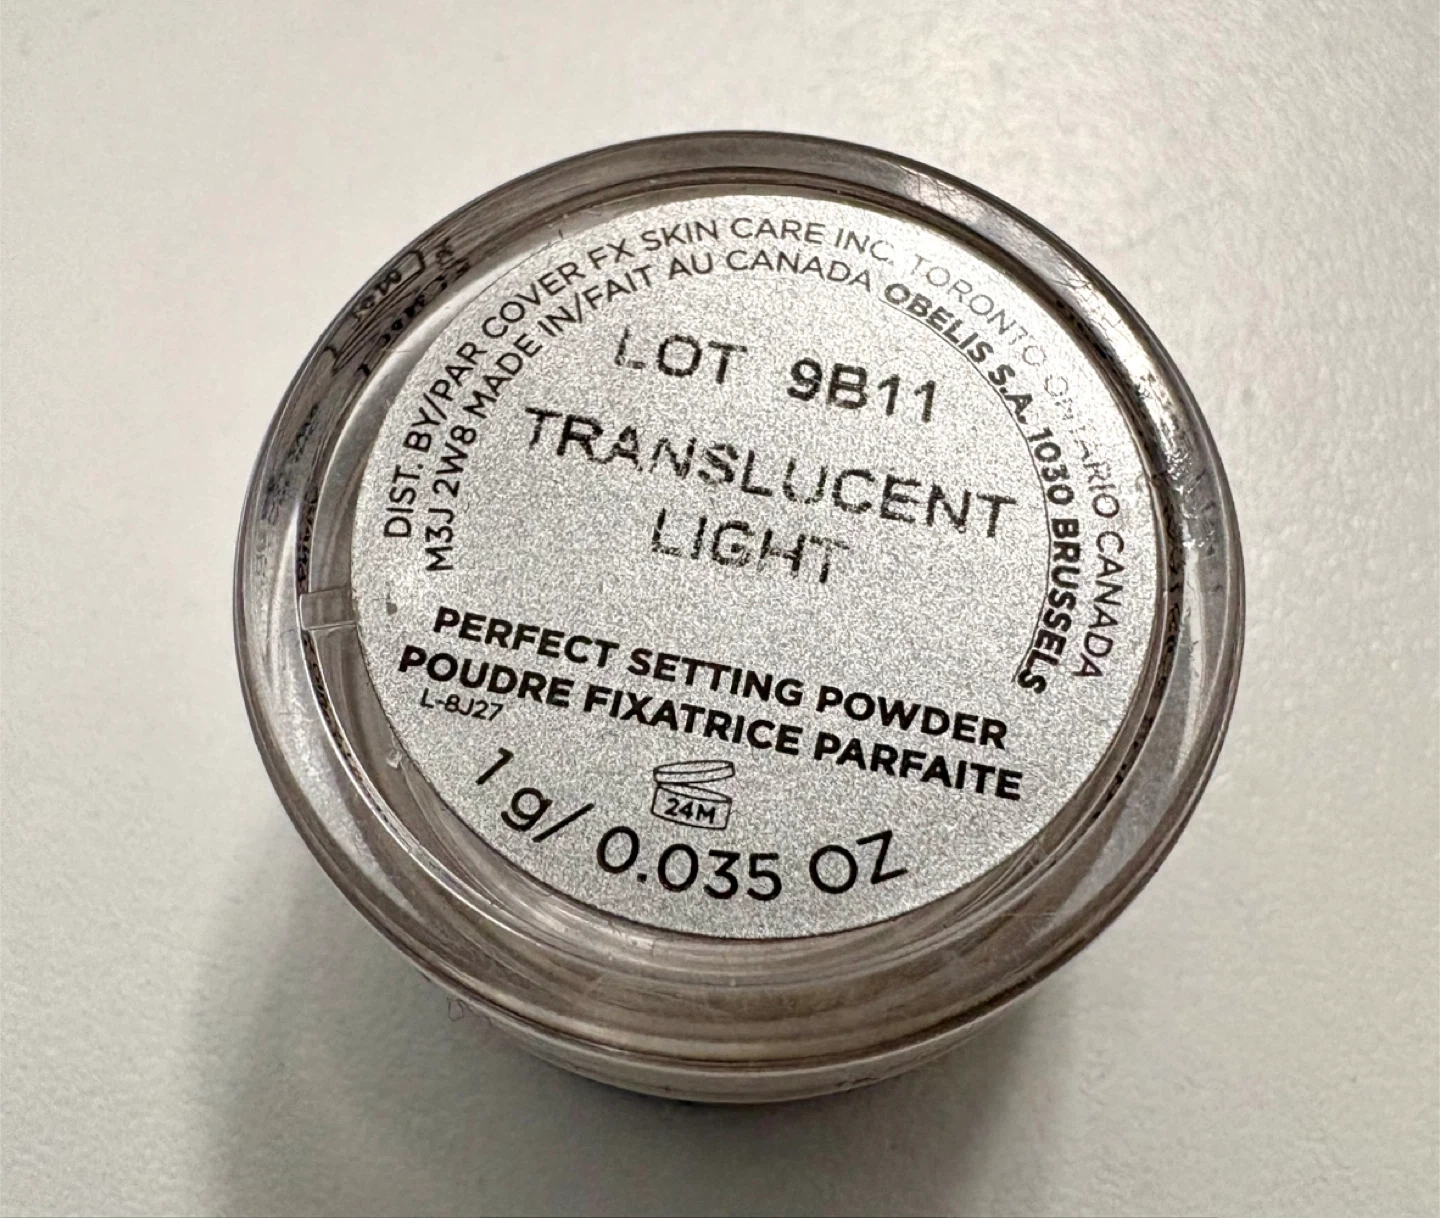 DIST. BY/PAR COVER FX SKIN CARE INC. TORONTO ONTARIO CANADA
M3J 2W8 MADE IN/FAIT AU CANADA OBELIS S.A. 1030 BRUSSELS
LOT 9B11
TRANSLUCENT
LIGHT
PERFECT SETTING POWDER
POUDRE FIXATRICE PARFAITE
L-8J27
24M
1 g/ 0.035 OZ